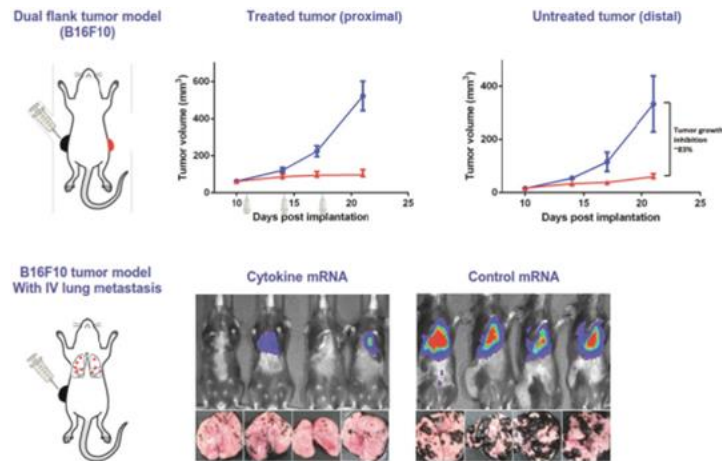 Dual flank tumor model
(B16F10)
Treated tumor (proximal)
Tumor volume (mm³)
600
400
200
0
10
15
20
25
Days post implantation
Untreated tumor (distal)
Tumor volume (mm³)
400
200
0
10
15
20
25
Days post implantation
Tumor growth
inhibition
~83%
B16F10 tumor model
With IV lung metastasis
Cytokine mRNA
Control mRNA